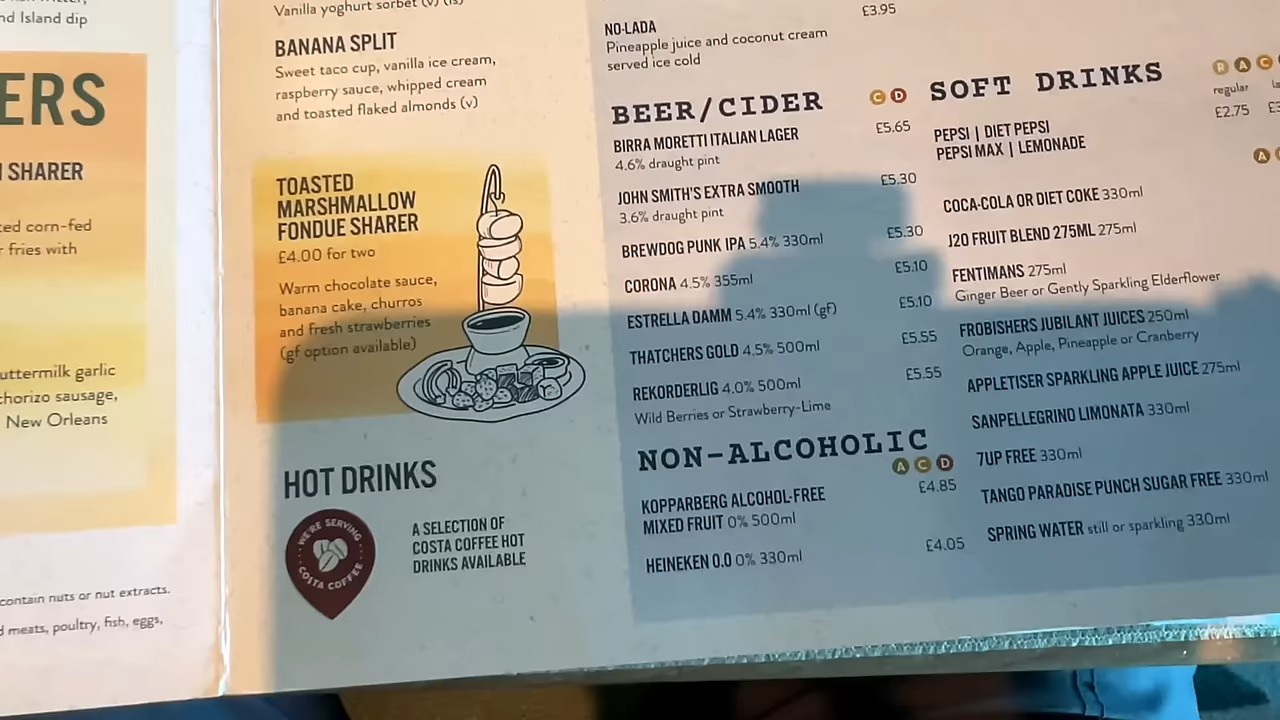 nd Island dip
ERS
SHARER
ted corn-fed
fries with
uttermilk garlic
chorizo sausage,
New Orleans
contain nuts or nut extracts.
d meats, poultry, fish, eggs,
Vanilla yoghurt sorbet (v)
BANANA SPLIT
Sweet taco cup, vanilla ice cream,
raspberry sauce, whipped cream
and toasted flaked almonds (v)
TOASTED
MARSHMALLOW
FONDUE SHARER
£4.00 for two
Warm chocolate sauce,
banana cake, churros
and fresh strawberries
(gf option available)
HOT DRINKS
WE'RE SERVING
COSTA COFFEE
A SELECTION OF
COSTA COFFEE HOT
DRINKS AVAILABLE
£3.95
NO-LADA
Pineapple juice and coconut cream
served ice cold
BEER/CIDER C D
BIRRA MORETTI ITALIAN LAGER £5.65
4.6% draught pint
JOHN SMITH'S EXTRA SMOOTH £5.30
3.6% draught pint
BREWDOG PUNK IPA 5.4% 330ml £5.30
CORONA 4.5% 355ml £5.10
ESTRELLA DAMM 5.4% 330ml (gf) £5.10
THATCHERS GOLD 4.5% 500ml £5.55
REKORDERLIG 4.0% 500ml £5.55
Wild Berries or Strawberry-Lime
NON-ALCOHOLIC
A C D
KOPPARBERG ALCOHOL-FREE £4.85
MIXED FRUIT 0% 500ml
HEINEKEN 0.0 0% 330ml £4.05
SOFT DRINKS R A C
regular la
£2.75 £3
PEPSI | DIET PEPSI
PEPSI MAX | LEMONADE
A
COCA-COLA OR DIET COKE 330ml
J20 FRUIT BLEND 275ML 275ml
FENTIMANS 275ml
Ginger Beer or Gently Sparkling Elderflower
FROBISHERS JUBILANT JUICES 250ml
Orange, Apple, Pineapple or Cranberry
APPLETISER SPARKLING APPLE JUICE 275ml
SANPELLEGRINO LIMONATA 330ml
7UP FREE 330ml
TANGO PARADISE PUNCH SUGAR FREE 330ml
SPRING WATER still or sparkling 330ml